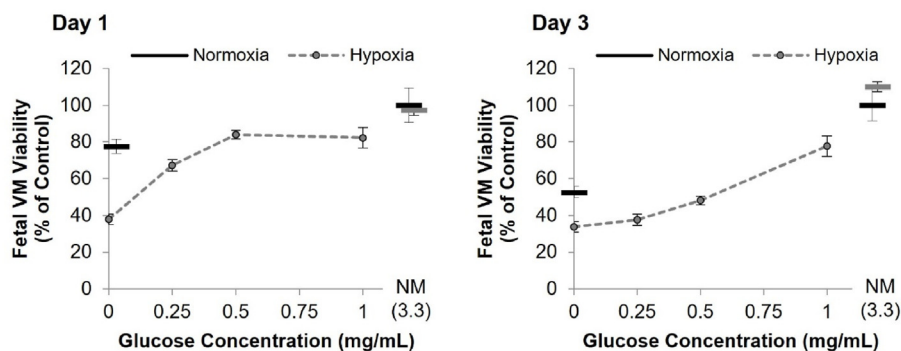 Day 1
Normoxia
Hypoxia
Fetal VM Viability
(% of Control)
120
100
80
60
40
20
0
0
0.25
0.5
0.75
1
NM
(3.3)
Glucose Concentration (mg/mL)
Day 3
Normoxia
Hypoxia
Fetal VM Viability
(% of Control)
120
100
80
60
40
20
0
0
0.25
0.5
0.75
1
NM
(3.3)
Glucose Concentration (mg/mL)